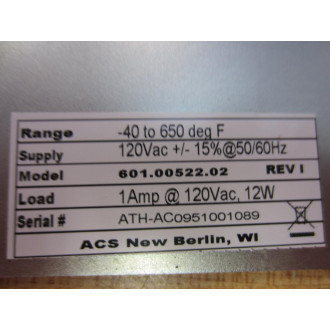 Range -40 to 650 deg F
Supply 120Vac +/- 15%@50/60Hz
Model 601.00522.02 REV I
Load 1Amp @ 120Vac, 12W
Serial # ATH-AC0951001089
ACS New Berlin, WI